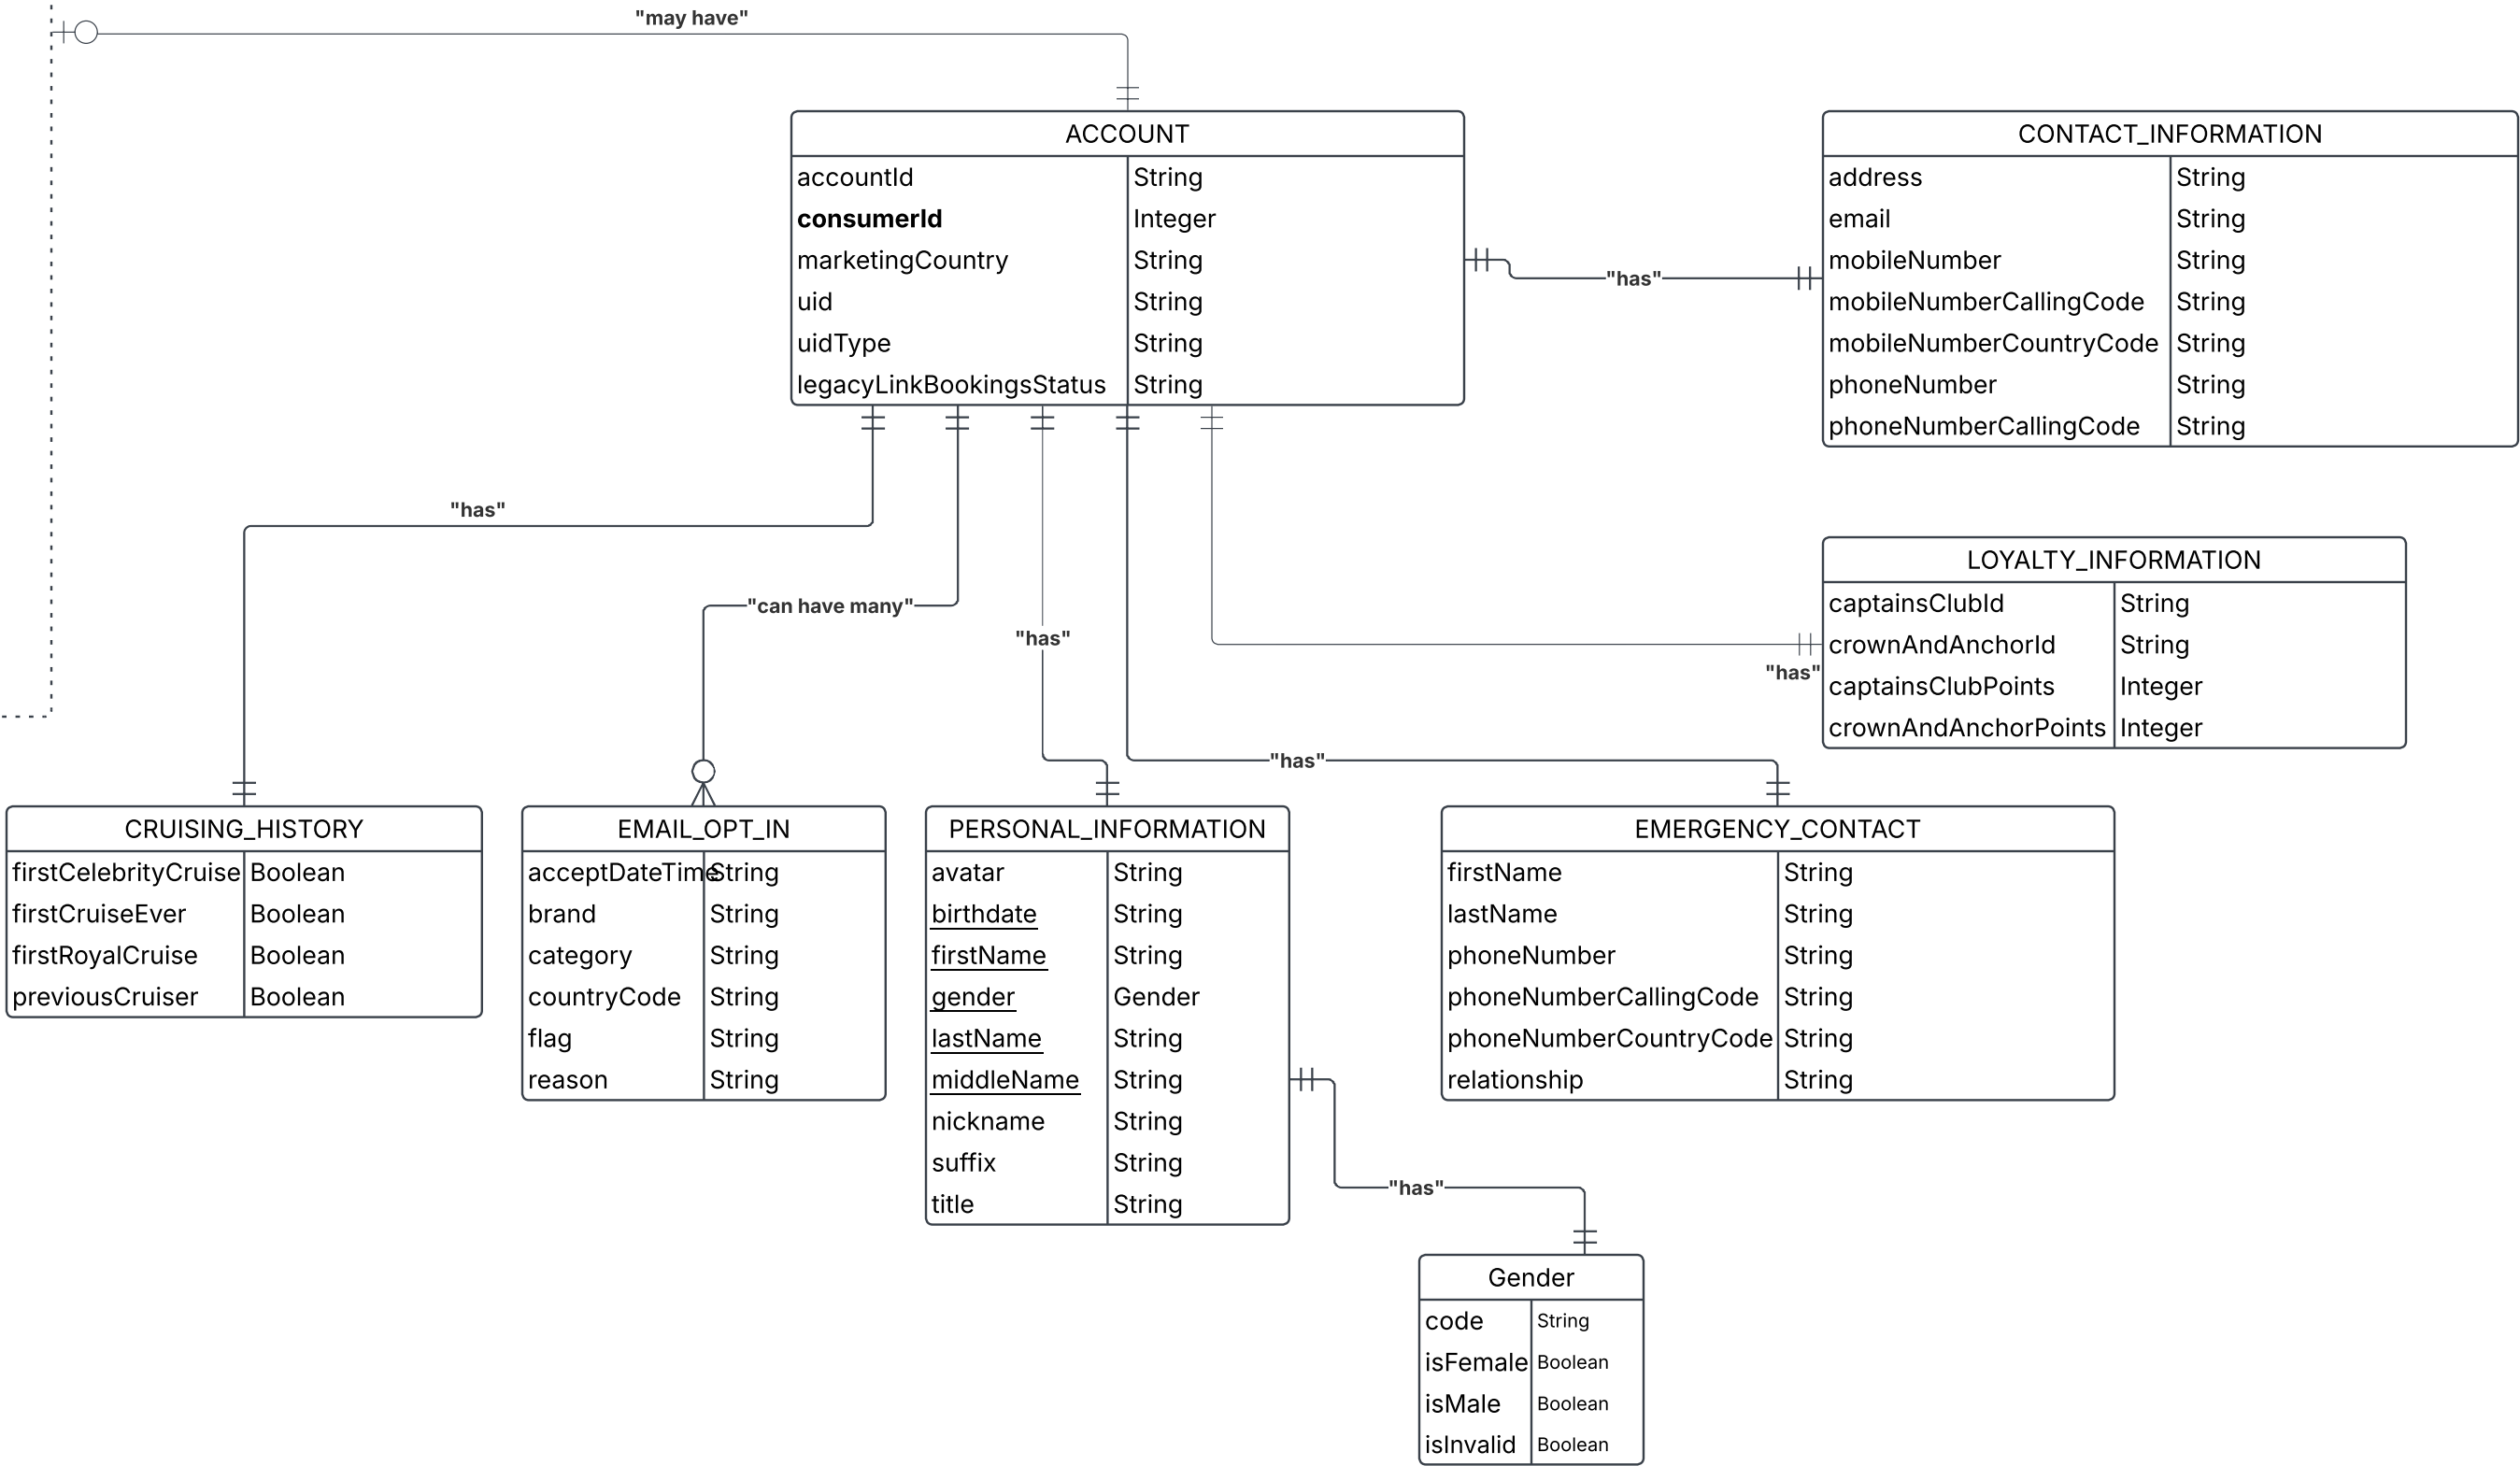 "may have"
ACCOUNT
accountId String
consumerId Integer
marketingCountry String
uid String
uidType String
legacyLinkBookingsStatus String
CONTACT_INFORMATION
address String
email String
mobileNumber String
mobileNumberCallingCode String
mobileNumberCountryCode String
phoneNumber String
phoneNumberCallingCode String
"has"
"has"
"can have many"
"has"
"has"
"has"
LOYALTY_INFORMATION
captainsClubId String
crownAndAnchorId String
captainsClubPoints Integer
crownAndAnchorPoints Integer
CRUISING_HISTORY
firstCelebrityCruise Boolean
firstCruiseEver Boolean
firstRoyalCruise Boolean
previousCruiser Boolean
EMAIL_OPT_IN
acceptDateTime String
brand String
category String
countryCode String
flag String
reason String
PERSONAL_INFORMATION
avatar String
birthdate String
firstName String
gender Gender
lastName String
middleName String
nickname String
suffix String
title String
EMERGENCY_CONTACT
firstName String
lastName String
phoneNumber String
phoneNumberCallingCode String
phoneNumberCountryCode String
relationship String
"has"
Gender
code String
isFemale Boolean
isMale Boolean
isInvalid Boolean